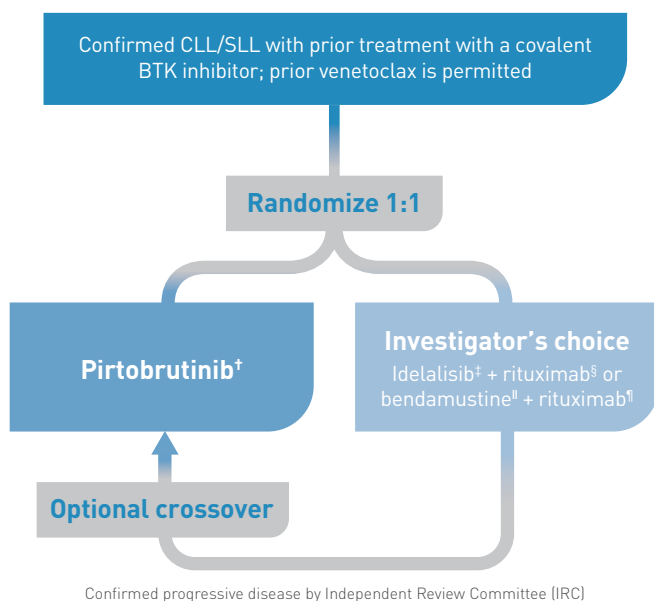 Confirmed CLL/SLL with prior treatment with a covalent
BTK inhibitor; prior venetoclax is permitted
Randomize 1:1
Pirtobrutinib†
Investigator’s choice
Idelalisib‡ + rituximab§ or
bendamustine‖ + rituximab¶
Optional crossover
Confirmed progressive disease by Independent Review Committee (IRC)